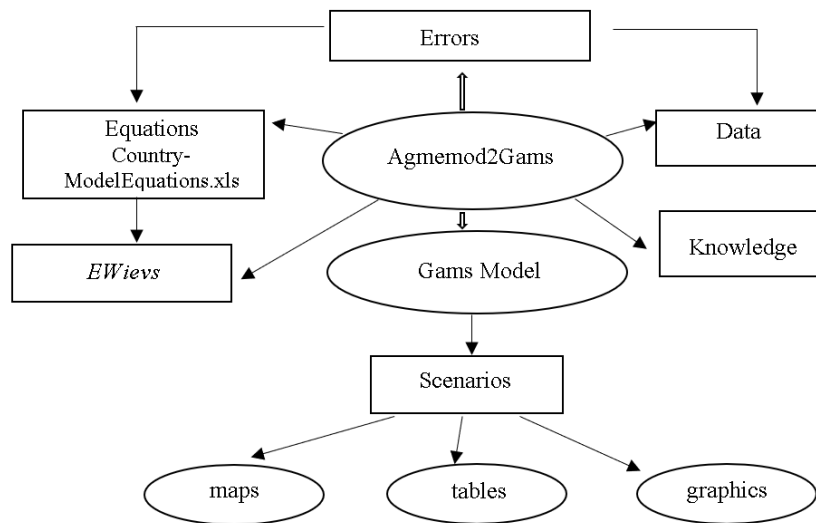 Errors
Equations
Country-
ModelEquations.xls
Agmemod2Gams
Data
EWievs
Gams Model
Knowledge
Scenarios
maps
tables
graphics